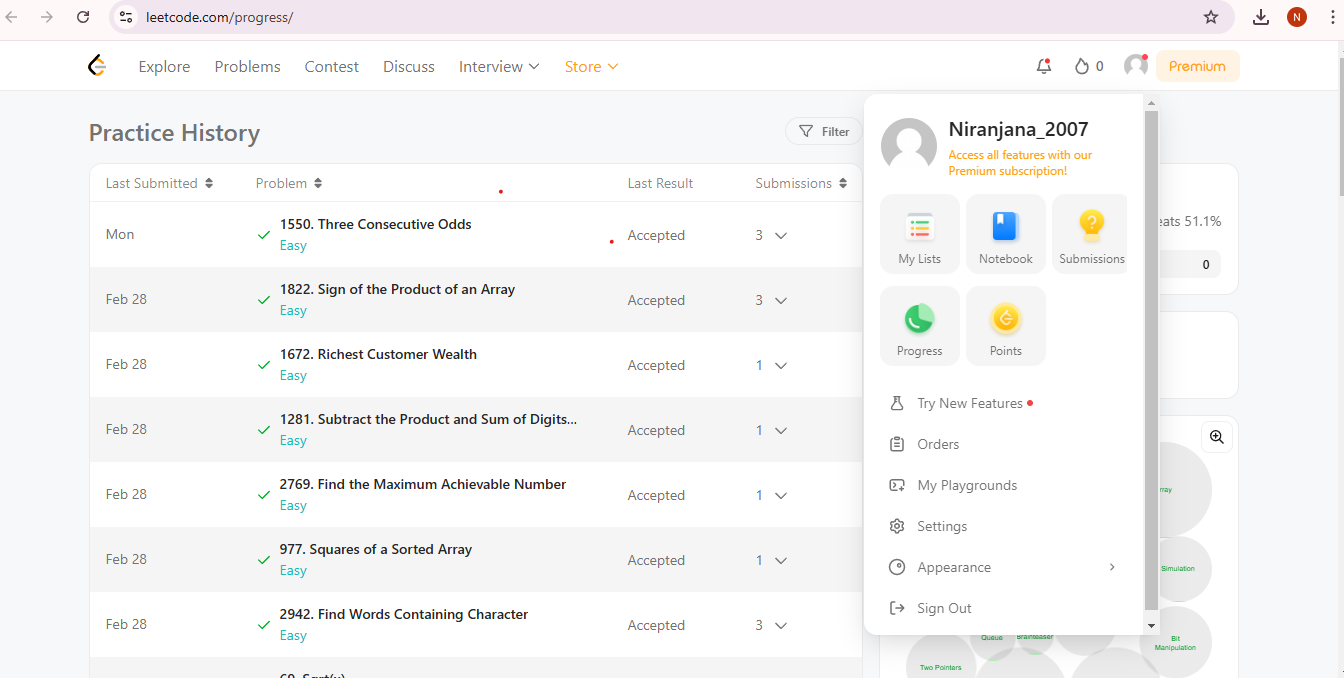 leetcode.com/progress/
N
Explore Problems Contest Discuss Interview Store 0 Premium
Practice History
Filter
Last Submitted Problem Last Result Submissions
Mon 1550. Three Consecutive Odds Accepted 3
Easy
Feb 28 1822. Sign of the Product of an Array Accepted 3
Easy
Feb 28 1672. Richest Customer Wealth Accepted 1
Easy
Feb 28 1281. Subtract the Product and Sum of Digits... Accepted 1
Easy
Feb 28 2769. Find the Maximum Achievable Number Accepted 1
Easy
Feb 28 977. Squares of a Sorted Array Accepted 1
Easy
Feb 28 2942. Find Words Containing Character Accepted 3
Easy
Niranjana_2007
Access all features with our
Premium subscription!
My Lists Notebook Submissions
Progress Points
Try New Features
Orders
My Playgrounds
Settings
Appearance
Sign Out
51.1%
0
Simulation
Queue Brainteaser
Bit
Manipulation
Two Pointers